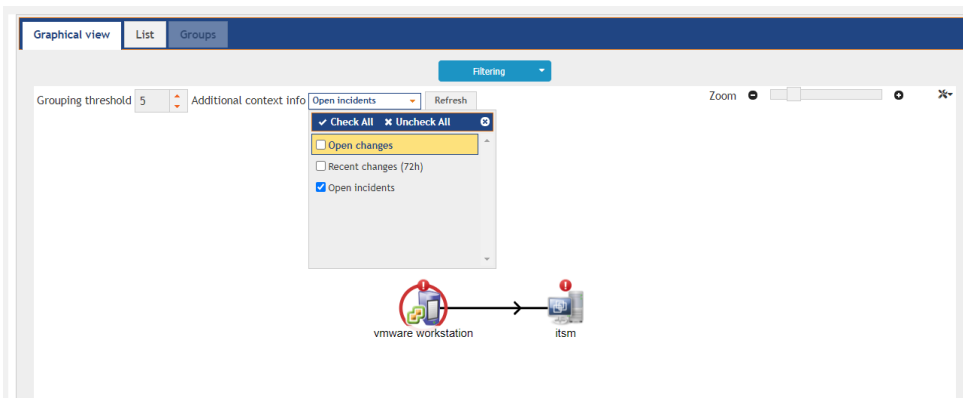 Graphical view List Groups
Filtering
Grouping threshold 5 Additional context info Open incidents Refresh Zoom
Check All Uncheck All
Open changes
Recent changes (72h)
Open incidents
vmware workstation itsm